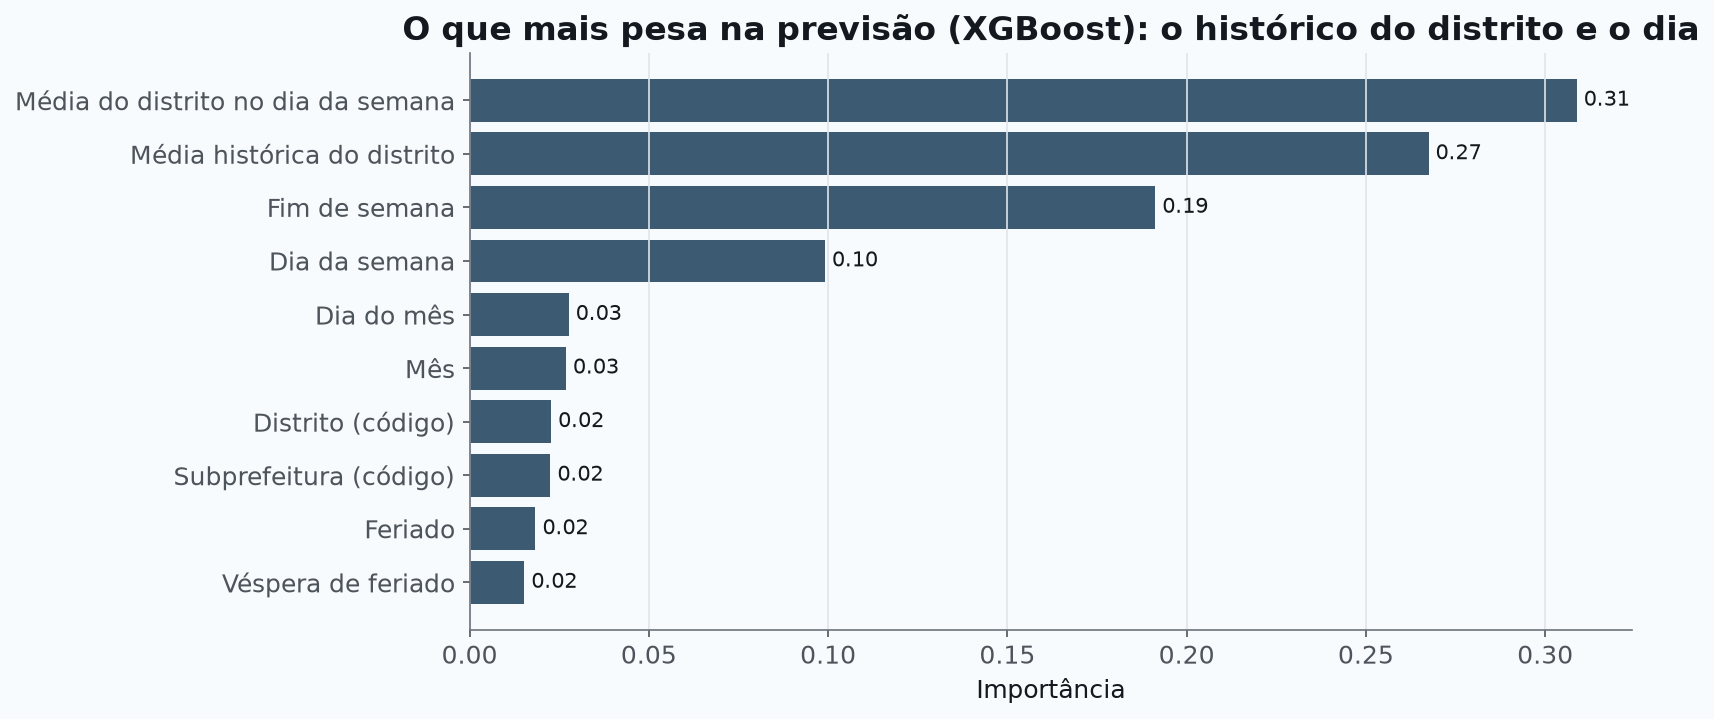 O que mais pesa na previsão (XGBoost): o histórico do distrito e o dia
Média do distrito no dia da semana 0.31
Média histórica do distrito 0.27
Fim de semana 0.19
Dia da semana 0.10
Dia do mês 0.03
Mês 0.03
Distrito (código) 0.02
Subprefeitura (código) 0.02
Feriado 0.02
Véspera de feriado 0.02
0.00 0.05 0.10 0.15 0.20 0.25 0.30
Importância